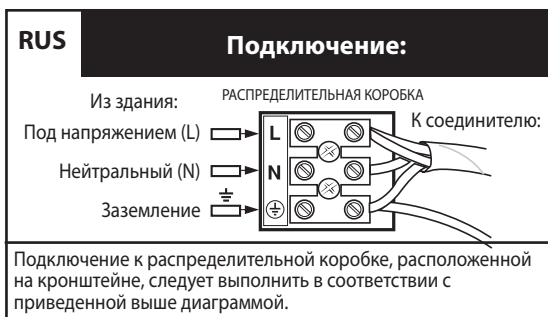 RUS
Подключение:
Из здания:
РАСПРЕДЕЛИТЕЛЬНАЯ КОРОБКА
К соединителю:
Под напряжением (L)
L
Нейтральный (N)
N
Заземление
Подключение к распределительной коробке, расположенной
на кронштейне, следует выполнить в соответствии с
приведенной выше диаграммой.